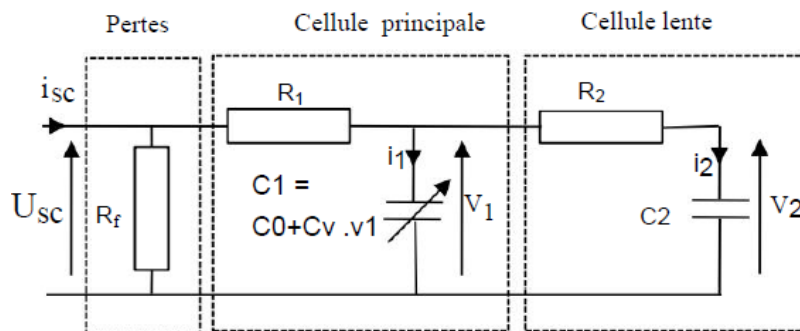 Pertes
Cellule principale
Cellule lente
isc
R1
R2
i1
i2
C1 =
C0+Cv .v1
V1
Usc
Rf
C2
V2